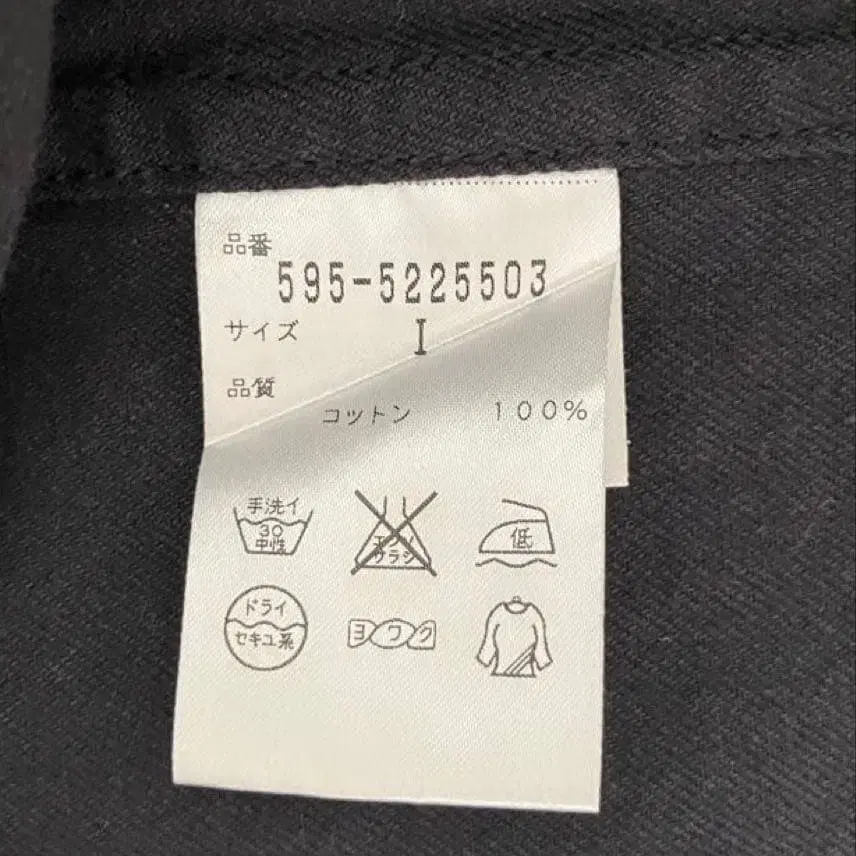 品番
595-5225503
サイズ I
品質
コットン 100%
手洗イ
30
中性
エンソ
サラシ
低
ドライ
セキユ系
ヨワク